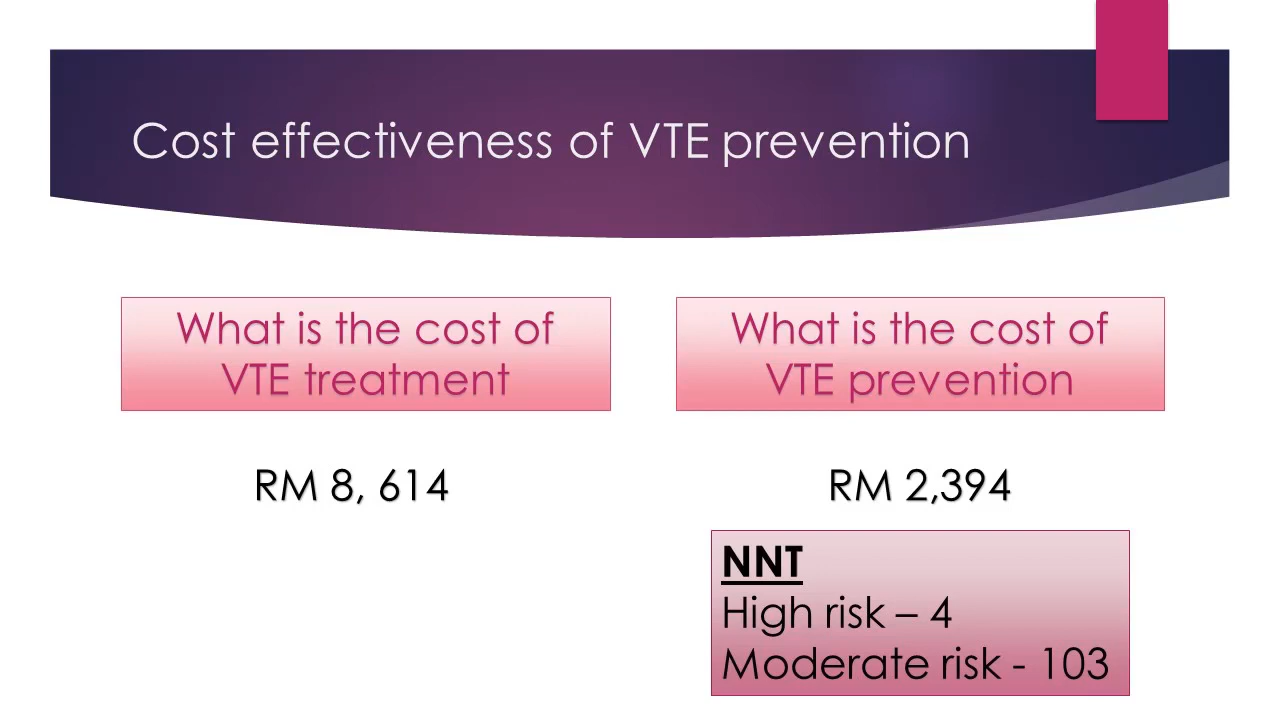 Cost effectiveness of VTE prevention
What is the cost of
VTE treatment
RM 8, 614
What is the cost of
VTE prevention
RM 2,394
NNT
High risk – 4
Moderate risk - 103